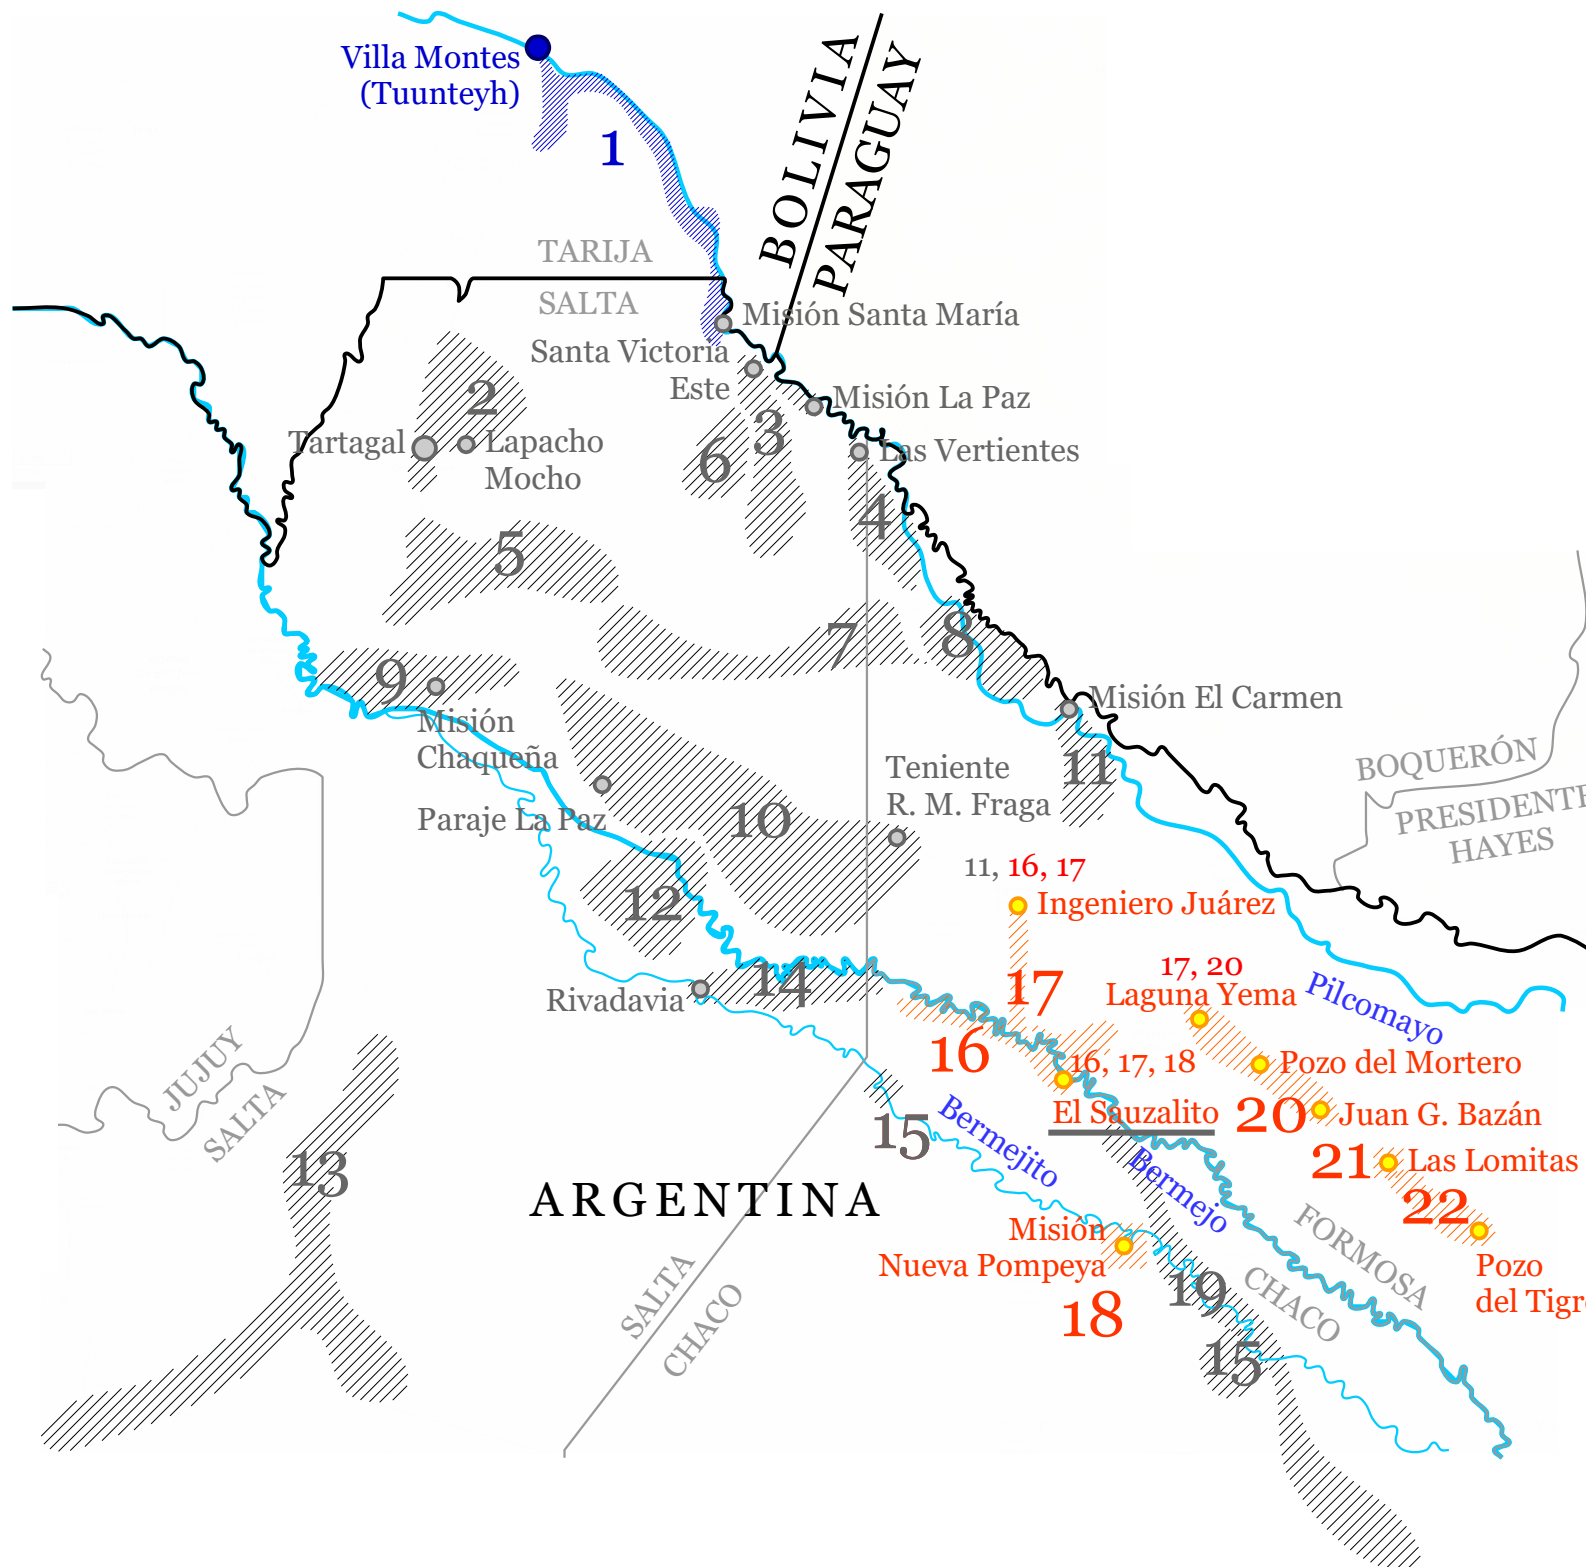 Villa Montes
(Tuunteyh)
1
BOLIVIA
PARAGUAY
TARIJA
SALTA
Misión Santa María
Santa Victoria
Este
Misión La Paz
2
3
6
Tartagal
Lapacho
Mocho
Las Vertientes
4
5
7
8
9
Misión
Chaqueña
Misión El Carmen
11
Teniente
R. M. Fraga
Paraje La Paz
10
BOQUERÓN
PRESIDENTE
HAYES
11, 16, 17
Ingeniero Juárez
12
14
Rivadavia
17
17, 20
Laguna Yema
Pilcomayo
16
16, 17, 18
El Sauzalito
Pozo del Mortero
20
Juan G. Bazán
JUJUY
SALTA
15
Bermejito
Bermejo
21
Las Lomitas
22
13
ARGENTINA
Misión
Nueva Pompeya
18
19
15
FORMOSA
CHACO
Pozo
del Tigre
SALTA
CHACO